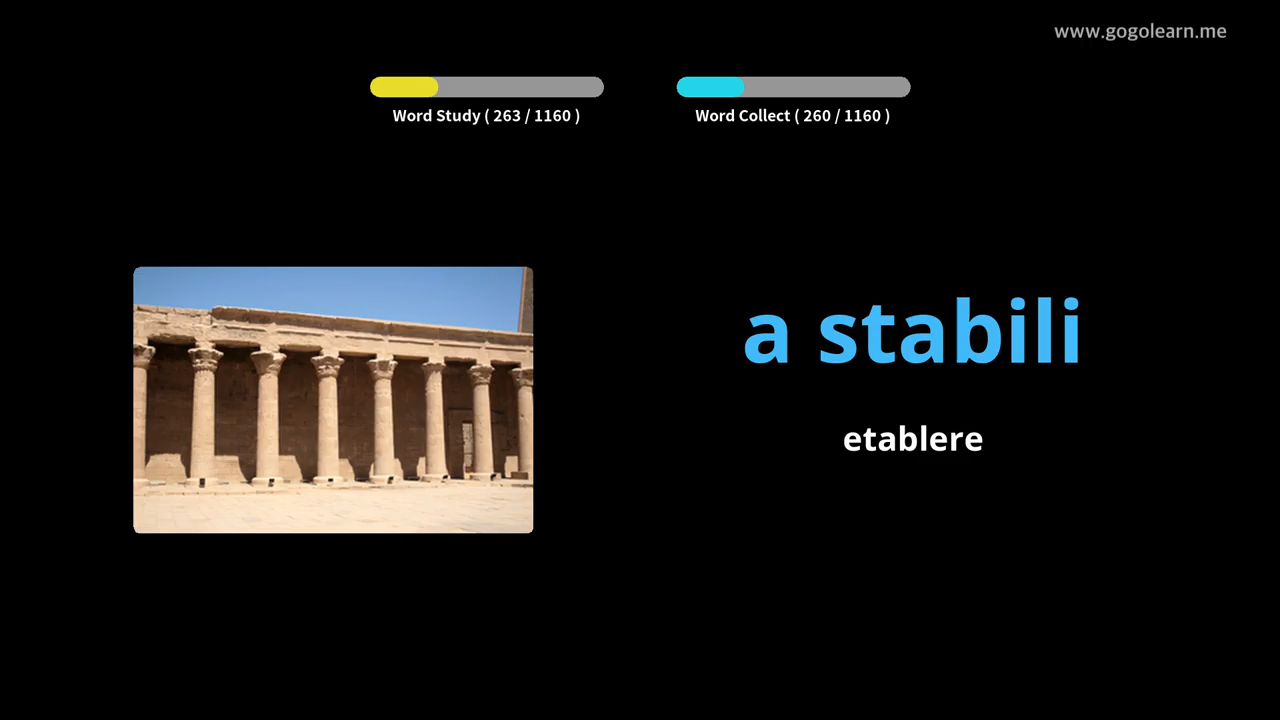 www.gogolearn.me
Word Study ( 263 / 1160 )
Word Collect ( 260 / 1160 )
a stabili
etablere